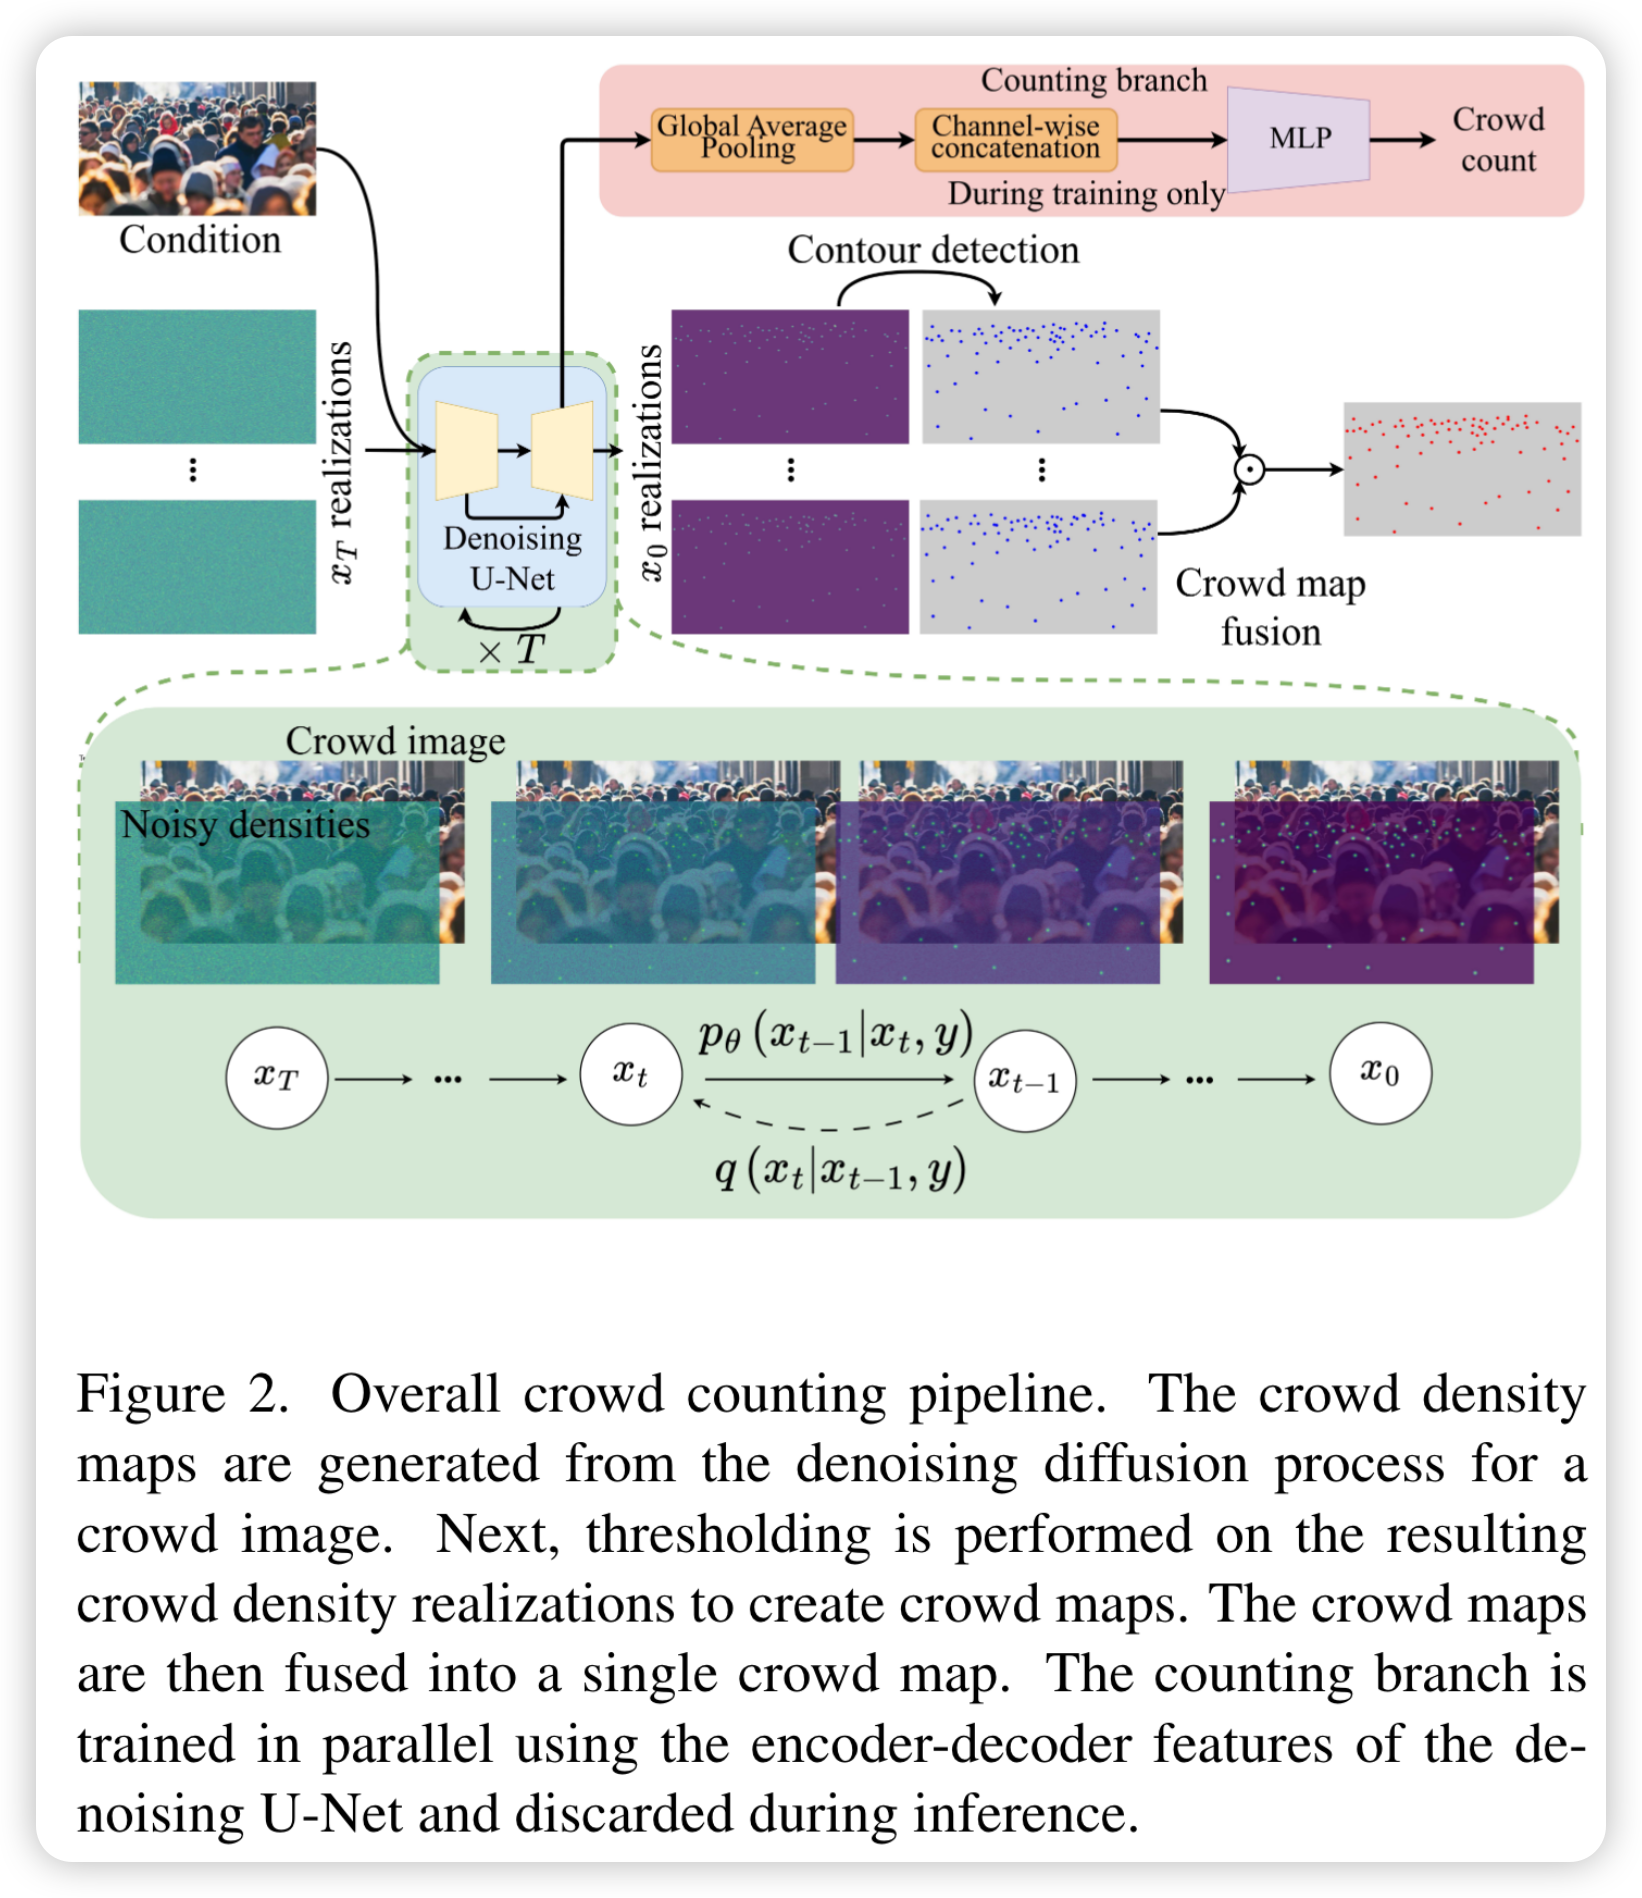 Counting branch
Global Average
Pooling
Channel-wise
concatenation
MLP
Crowd
count
During training only
Condition
Contour detection
x_T realizations
x_0 realizations
Denoising
U-Net
× T
Crowd map
fusion
Crowd image
Noisy densities
p_θ (x_{t−1}|x_t, y)
x_T
...
x_t
x_{t−1}
...
x_0
q (x_t|x_{t−1}, y)
Figure 2. Overall crowd counting pipeline. The crowd density
maps are generated from the denoising diffusion process for a
crowd image. Next, thresholding is performed on the resulting
crowd density realizations to create crowd maps. The crowd maps
are then fused into a single crowd map. The counting branch is
trained in parallel using the encoder-decoder features of the de-
noising U-Net and discarded during inference.